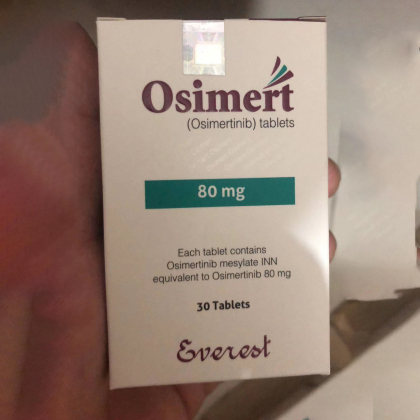 Osimert
(Osimertinib) tablets
80 mg
Each tablet contains
Osimertinib mesylate INN
equivalent to Osimertinib 80 mg
30 Tablets
Everest